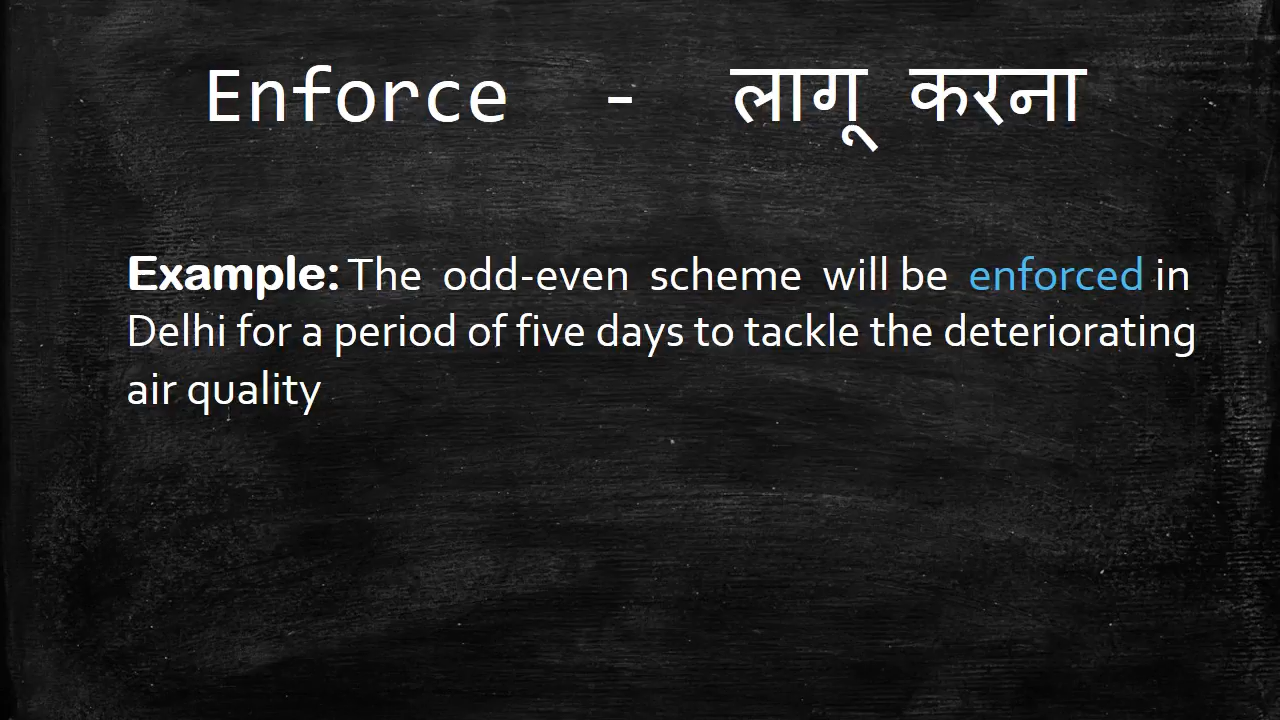 Enforce - लागू करना
Example: The odd-even scheme will be enforced in
Delhi for a period of five days to tackle the deteriorating
air quality